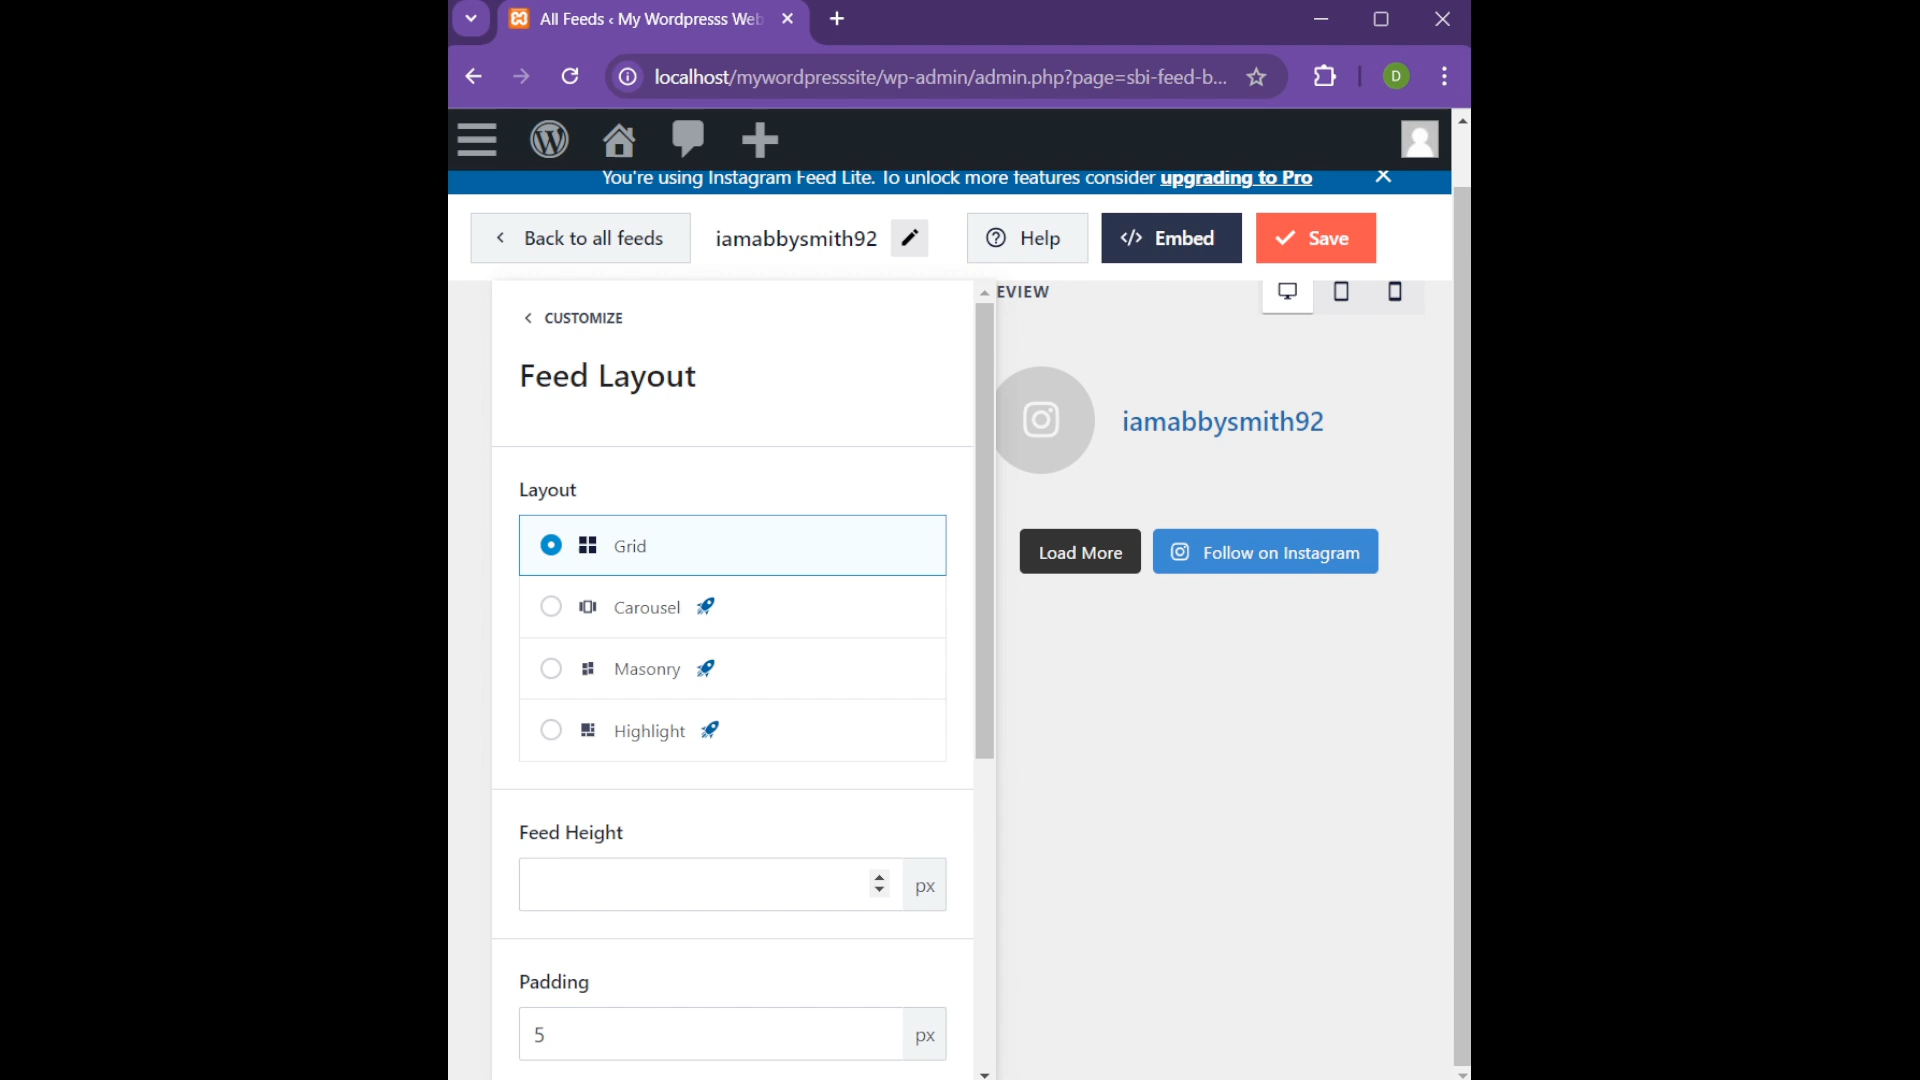 All Feeds ‹ My Wordpresss Web
localhost/mywordpresssite/wp-admin/admin.php?page=sbi-feed-b...
D
You're using Instagram Feed Lite. To unlock more features consider upgrading to Pro
Back to all feeds
iamabbysmith92
Help
</> Embed
Save
CUSTOMIZE
EVIEW
Feed Layout
iamabbysmith92
Layout
Grid
Load More
Follow on Instagram
Carousel
Masonry
Highlight
Feed Height
px
Padding
5 px